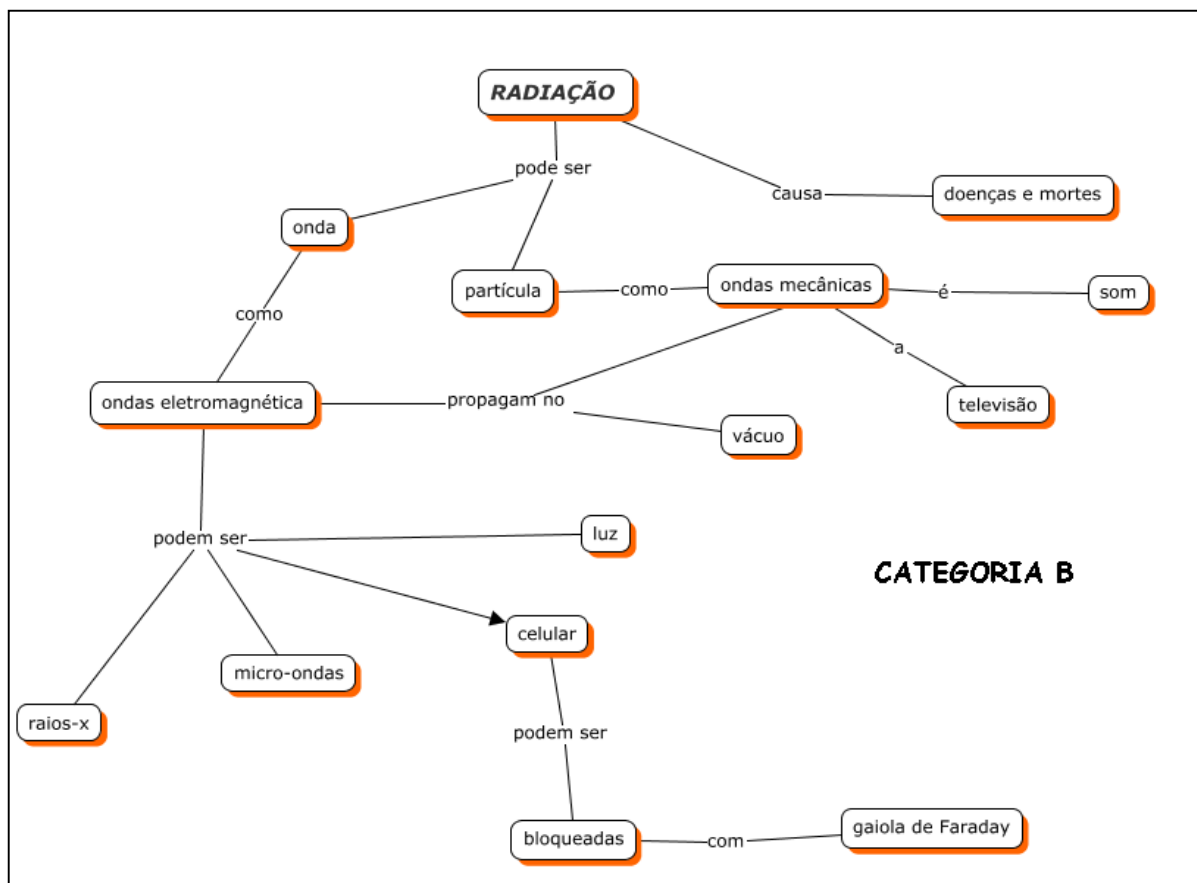 RADIAÇÃO
pode ser
causa
doenças e mortes
onda
partícula
como
ondas mecânicas
é
som
como
a
ondas eletromagnética
propagam no
televisão
vácuo
podem ser
luz
CATEGORIA B
celular
micro-ondas
raios-x
podem ser
bloqueadas
com
gaiola de Faraday